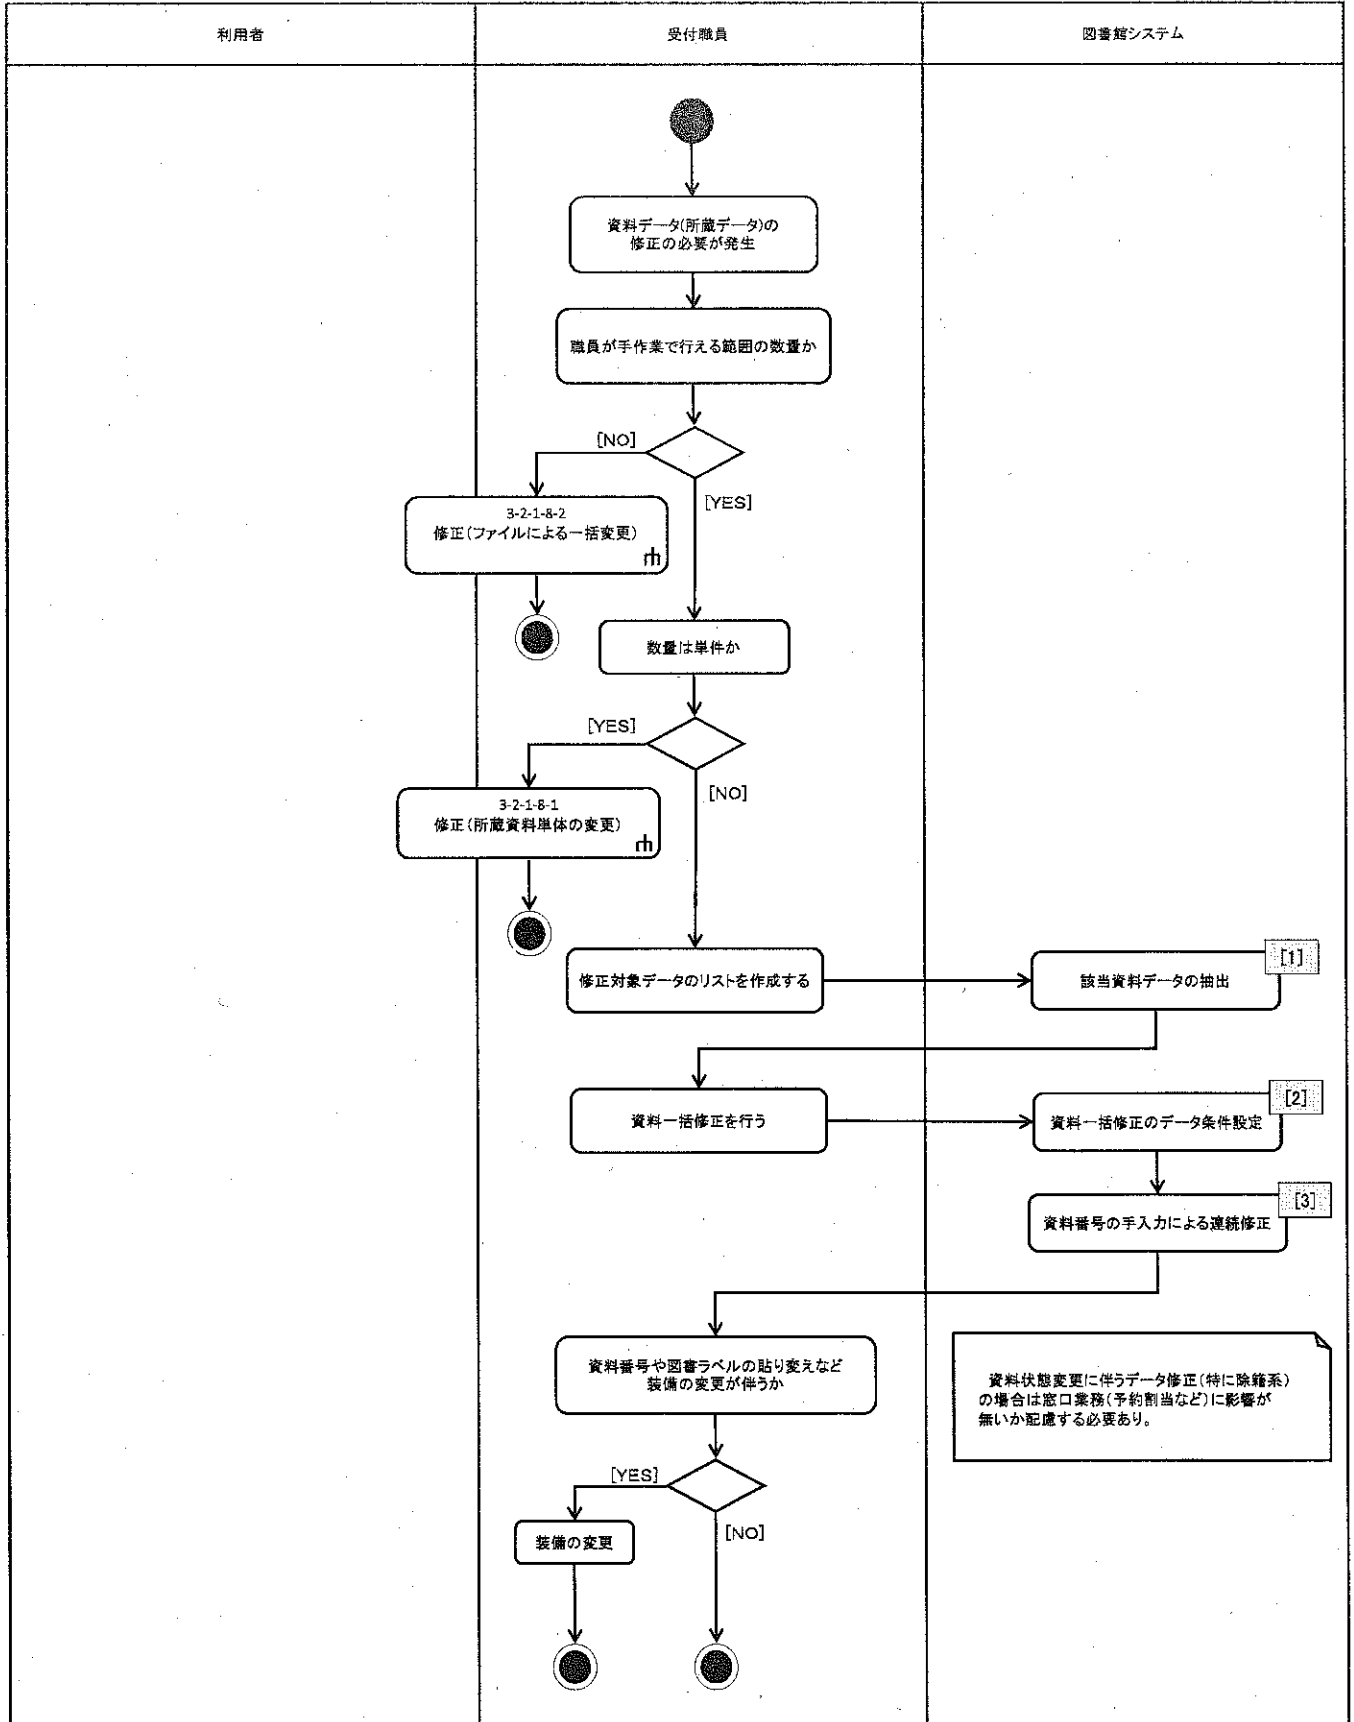 利用者
受付職員
図書館システム
資料データ(所蔵データ)の
修正の必要が発生
職員が手作業で行える範囲の数量か
[NO]
[YES]
3-2-1-8-2
修正(ファイルによる一括変更)
数量は単件か
[YES]
[NO]
3-2-1-8-1
修正(所蔵資料単体の変更)
修正対象データのリストを作成する
[1]
該当資料データの抽出
資料一括修正を行う
[2]
資料一括修正のデータ条件設定
[3]
資料番号の手入力による連続修正
資料番号や図書ラベルの貼り変えなど
装備の変更が伴うか
資料状態変更に伴うデータ修正(特に除籍系)
の場合は窓口業務(予約割当など)に影響が
無いか配慮する必要あり。
[YES]
[NO]
装備の変更